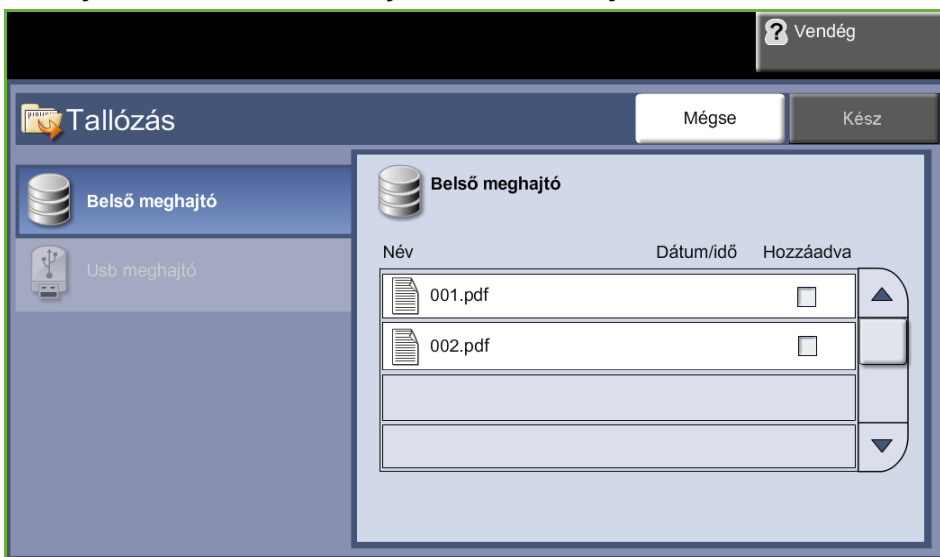 ? Vendég
Tallózás
Mégse
Kész
Belső meghajtó
Usb meghajtó
Belső meghajtó
Név Dátum/idő Hozzáadva
001.pdf
002.pdf